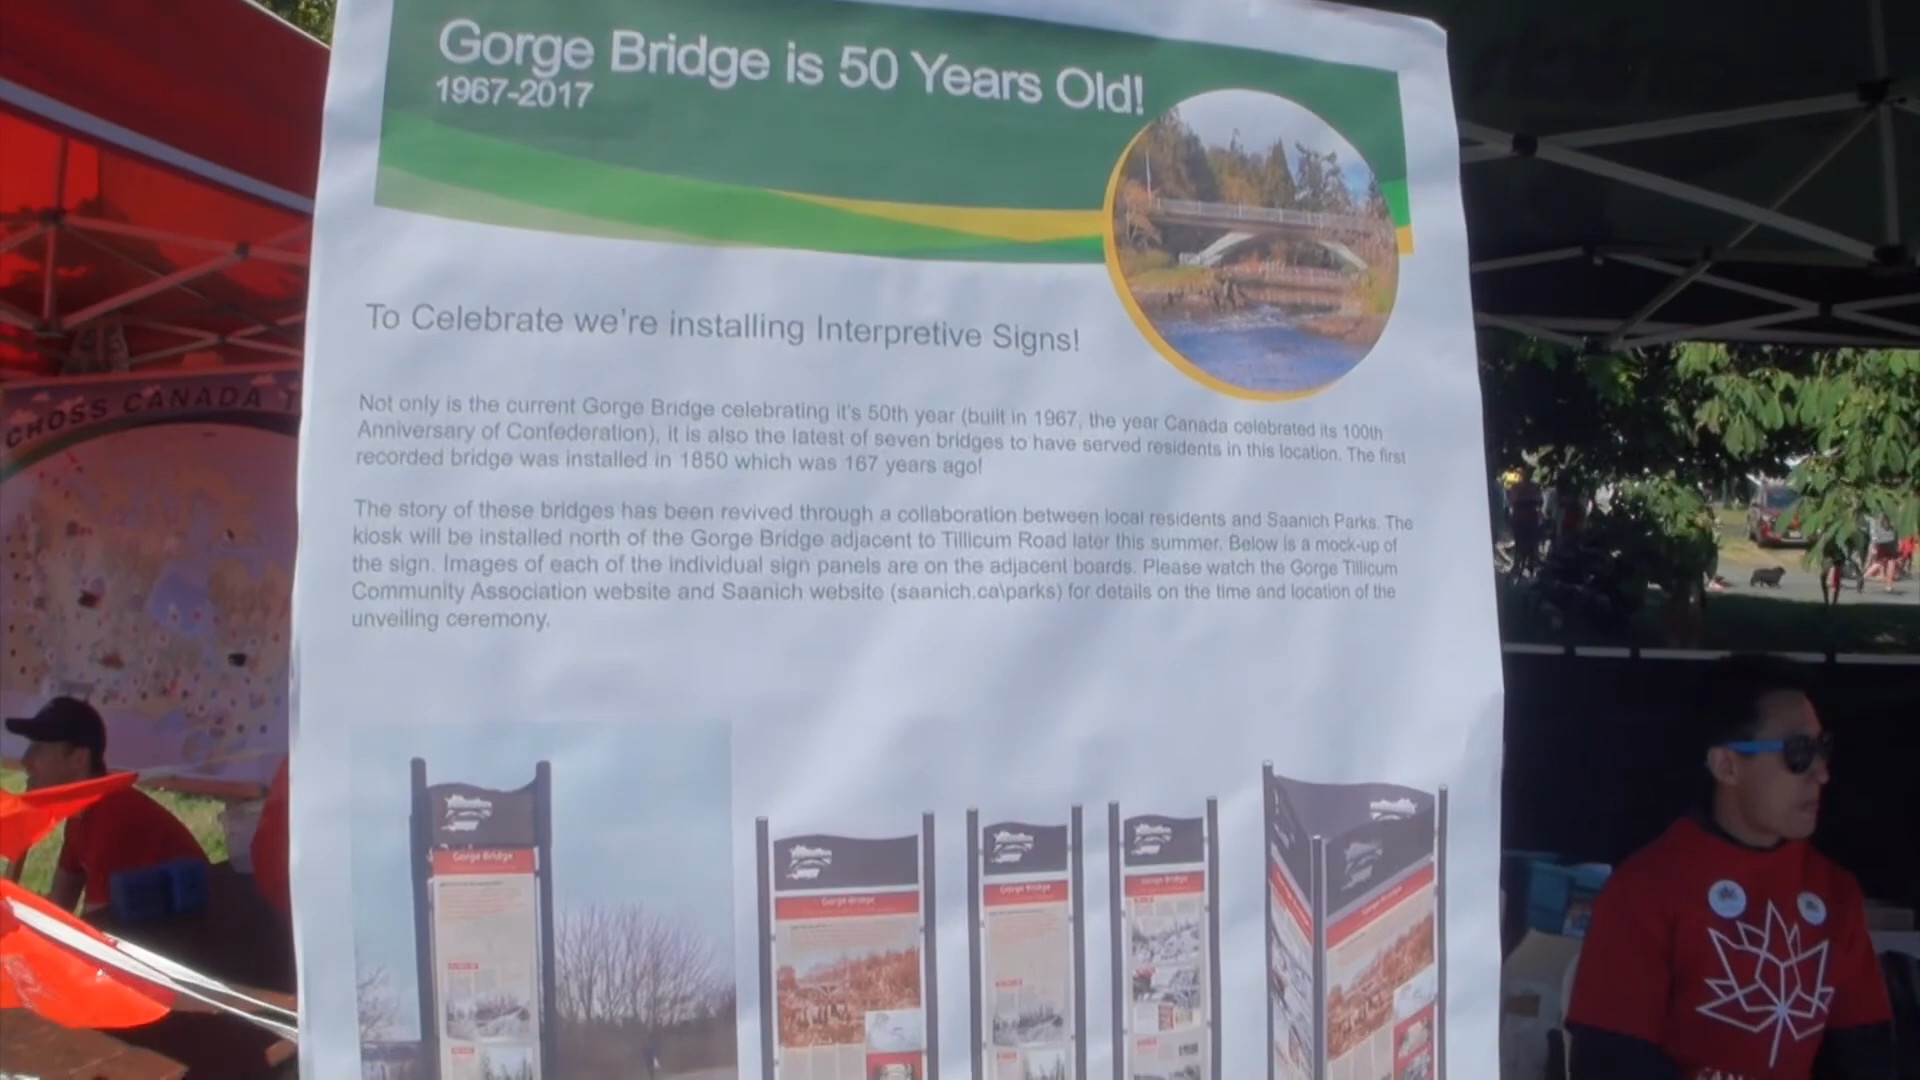 Gorge Bridge is 50 Years Old!
1967-2017
To Celebrate we're installing Interpretive Signs!
Not only is the current Gorge Bridge celebrating it's 50th year (built in 1967, the year Canada celebrated its 100th
Anniversary of Confederation), it is also the latest of seven bridges to have served residents in this location. The first
recorded bridge was installed in 1850 which was 167 years ago!
The story of these bridges has been revived through a collaboration between local residents and Saanich Parks. The
kiosk will be installed north of the Gorge Bridge adjacent to Tillicum Road later this summer. Below is a mock-up of
the sign. Images of each of the individual sign panels are on the adjacent boards. Please watch the Gorge Tillicum
Community Association website and Saanich website (saanich.ca\parks) for details on the time and location of the
unveiling ceremony.
CROSS CANADA
Gorge Bridge
Gorge Bridge
Gorge Bridge
Gorge Bridge